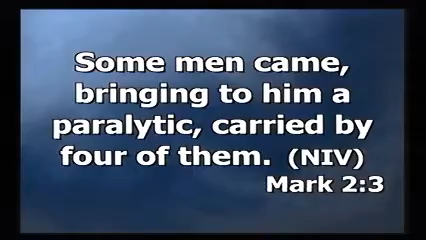 Some men came,
bringing to him a
paralytic, carried by
four of them. (NIV)
Mark 2:3